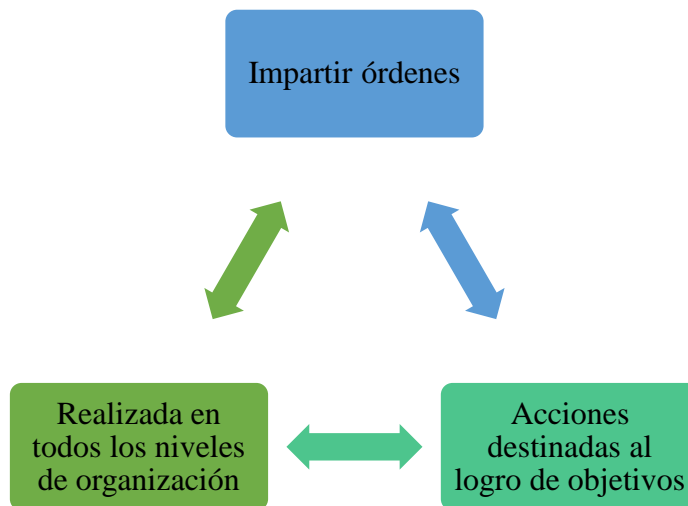 Impartir órdenes
Realizada en
todos los niveles
de organización
Acciones
destinadas al
logro de objetivos